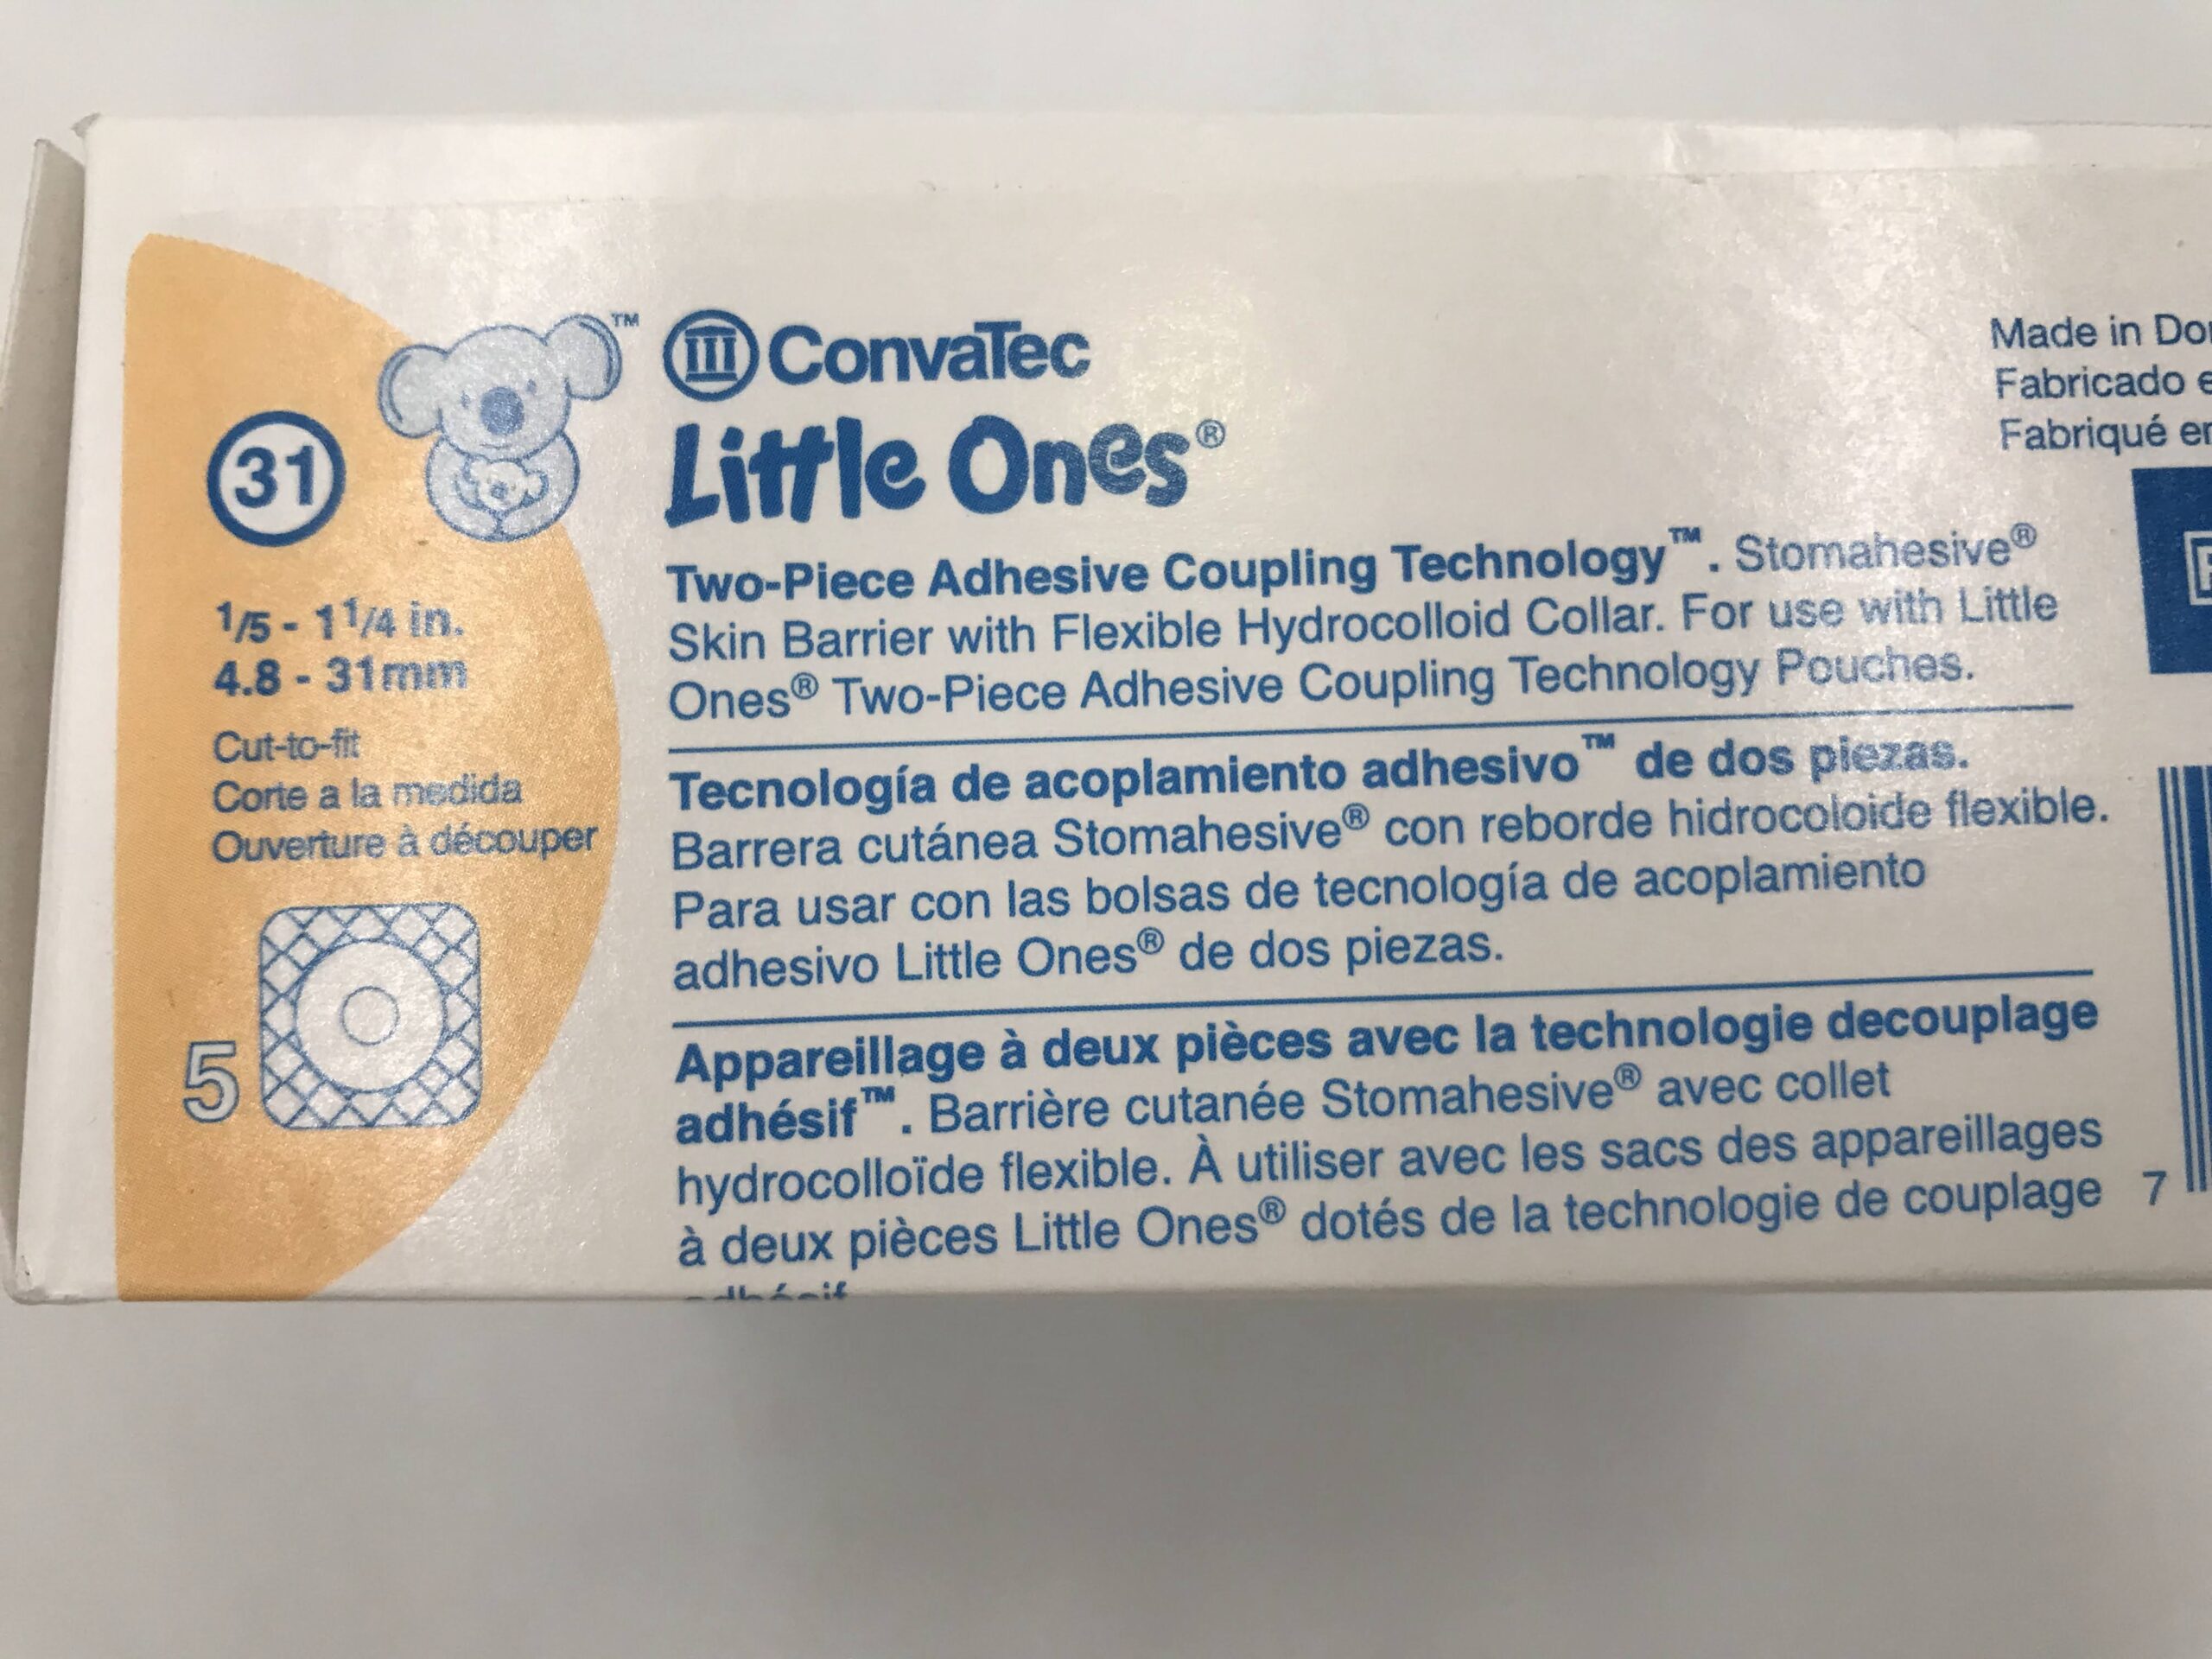 31
1/5 - 1 1/4 in.
4.8 - 31mm
Cut-to-fit
Corte a la medida
Ouverture à découper
5
™
ConvaTec
Little Ones®
Two-Piece Adhesive Coupling Technology™. Stomahesive®
Skin Barrier with Flexible Hydrocolloid Collar. For use with Little
Ones® Two-Piece Adhesive Coupling Technology Pouches.
Tecnología de acoplamiento adhesivo™ de dos piezas.
Barrera cutánea Stomahesive® con reborde hidrocoloide flexible.
Para usar con las bolsas de tecnología de acoplamiento
adhesivo Little Ones® de dos piezas.
Appareillage à deux pièces avec la technologie decouplage
adhésif™. Barrière cutanée Stomahesive® avec collet
hydrocolloïde flexible. À utiliser avec les sacs des appareillages
à deux pièces Little Ones® dotés de la technologie de couplage
adhésif
Made in
Fabricado
Fabriqué
7